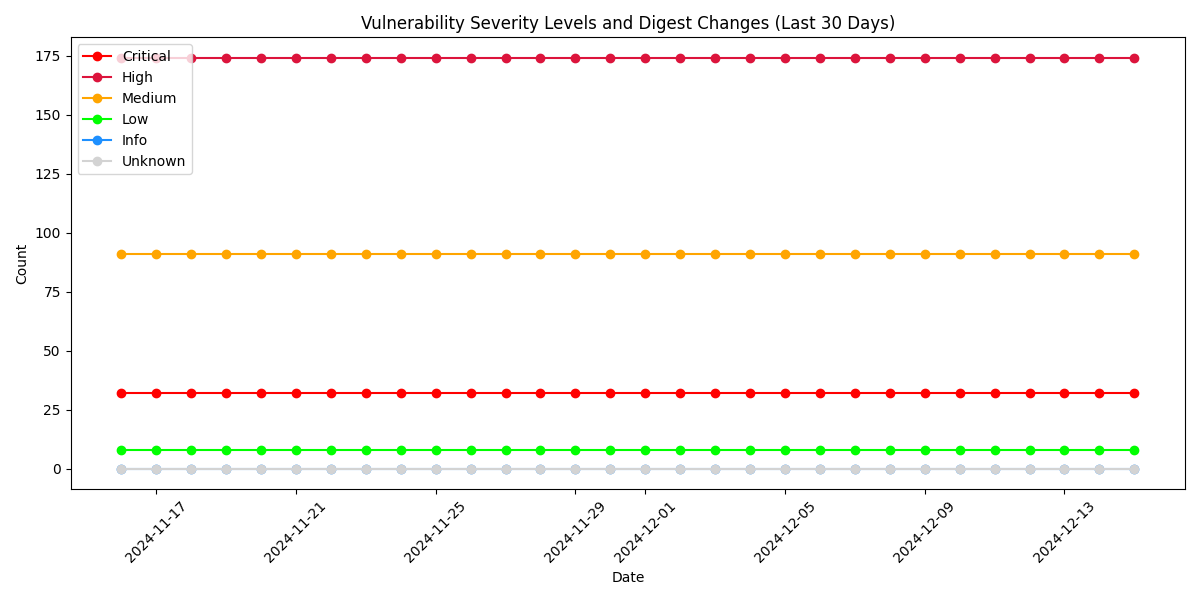 Vulnerability Severity Levels and Digest Changes (Last 30 Days)
Critical
High
Medium
Low
Info
Unknown
175
150
125
100
75
50
25
0
Count
2024-11-17
2024-11-21
2024-11-25
2024-11-29
2024-12-01
2024-12-05
2024-12-09
2024-12-13
Date